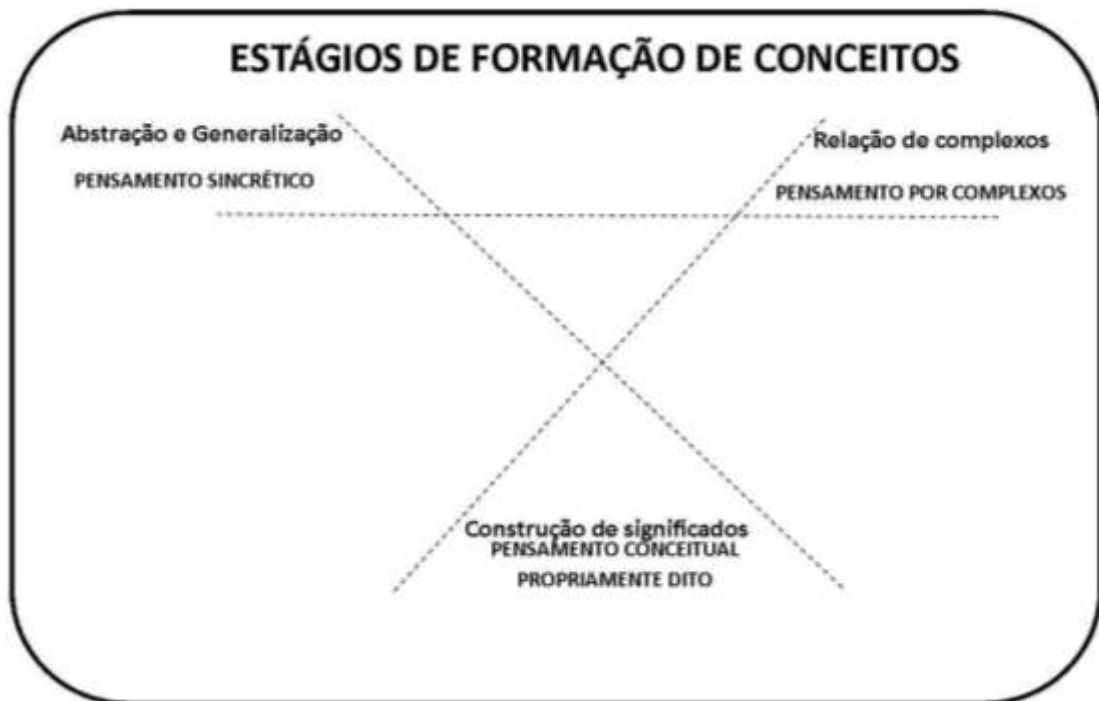 ESTÁGIOS DE FORMAÇÃO DE CONCEITOS
Abstração e Generalização
PENSAMENTO SINCRÉTICO
Relação de complexos
PENSAMENTO POR COMPLEXOS
Construção de significados
PENSAMENTO CONCEITUAL
PROPRIAMENTE DITO